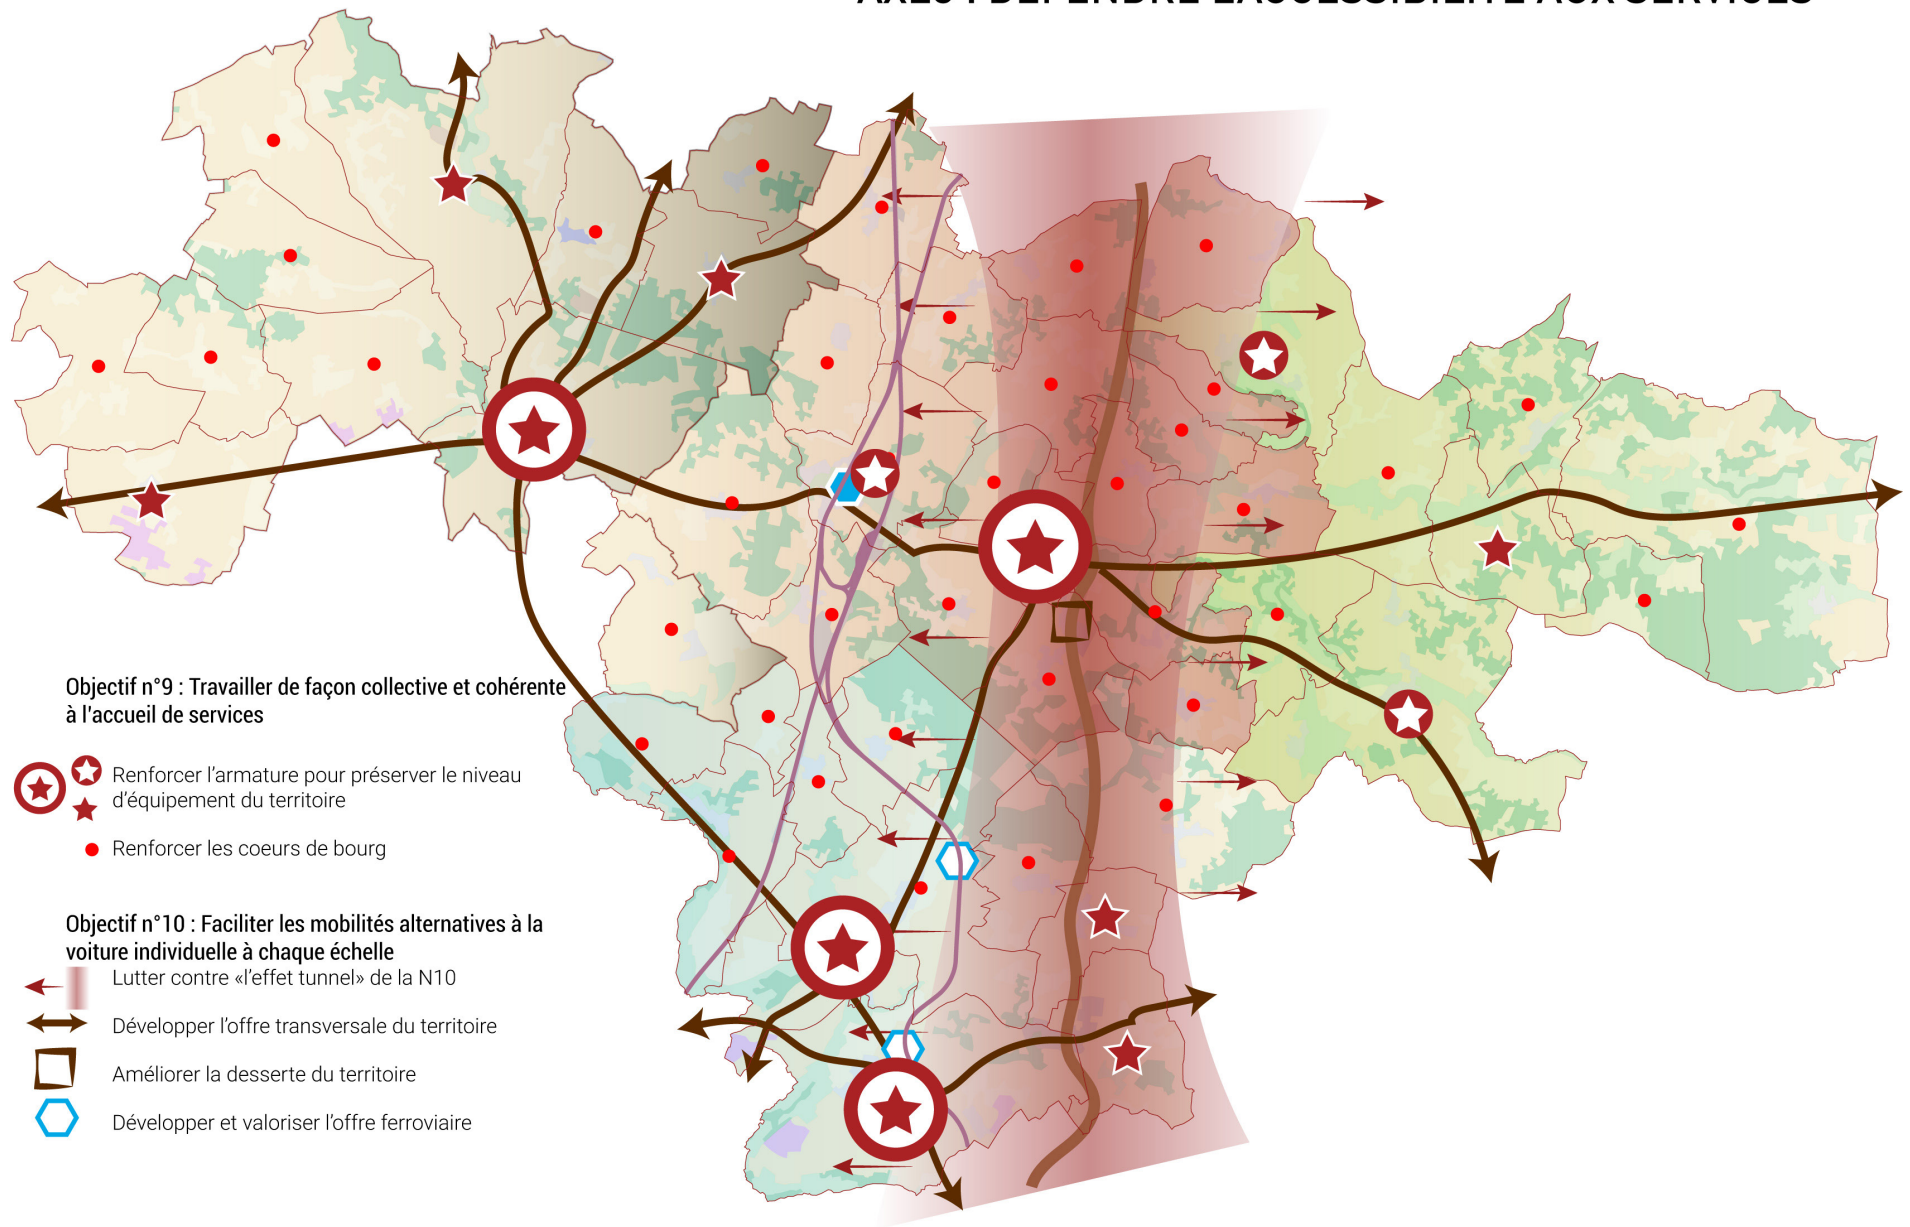 Objectif n°9 : Travailler de façon collective et cohérente
à l'accueil de services
Renforcer l'armature pour préserver le niveau
d'équipement du territoire
Renforcer les coeurs de bourg
Objectif n°10 : Faciliter les mobilités alternatives à la
voiture individuelle à chaque échelle
Lutter contre «l'effet tunnel» de la N10
Développer l'offre transversale du territoire
Améliorer la desserte du territoire
Développer et valoriser l'offre ferroviaire